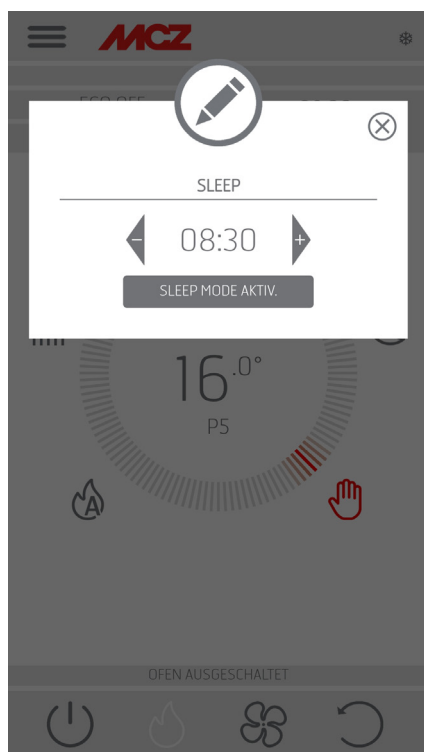 MCZ
SLEEP
- 08:30 +
SLEEP MODE AKTIV.
16.0°
P5
A
OFEN AUSGESCHALTET